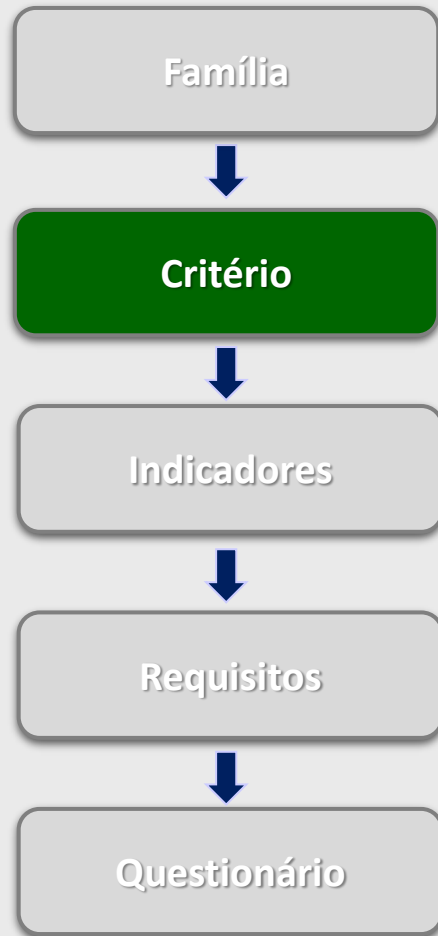 Família
Critério
Indicadores
Requisitos
Questionário